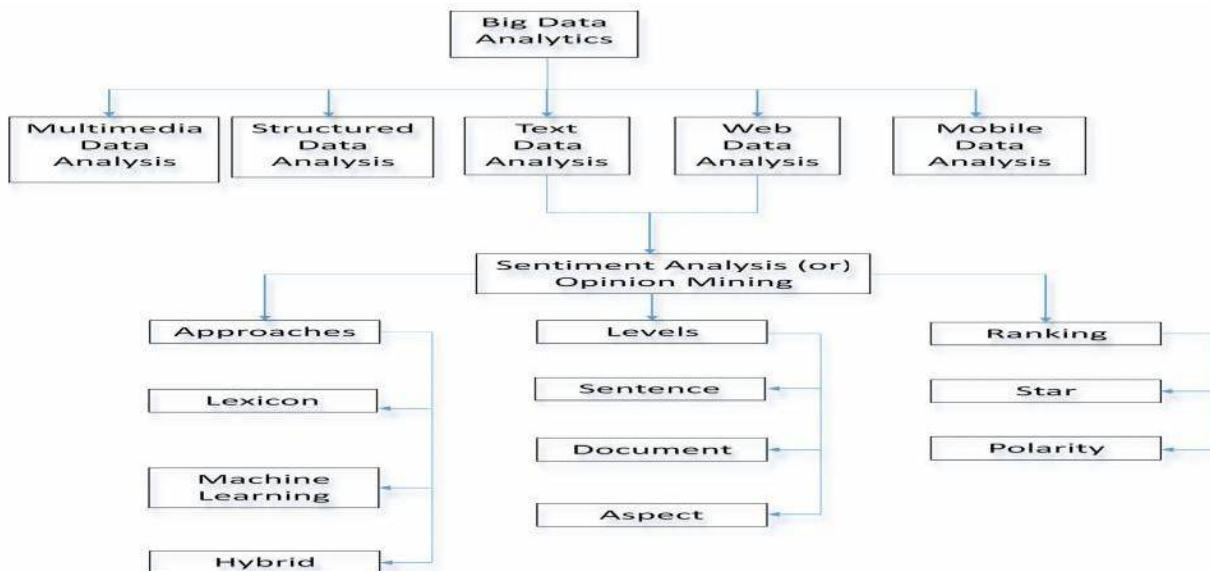 Big Data
Analytics
Multimedia
Data
Analysis
Structured
Data
Analysis
Text
Data
Analysis
Web
Data
Analysis
Mobile
Data
Analysis
Sentiment Analysis (or)
Opinion Mining
Approaches
Lexicon
Machine
Learning
Hybrid
Levels
Sentence
Document
Aspect
Ranking
Star
Polarity